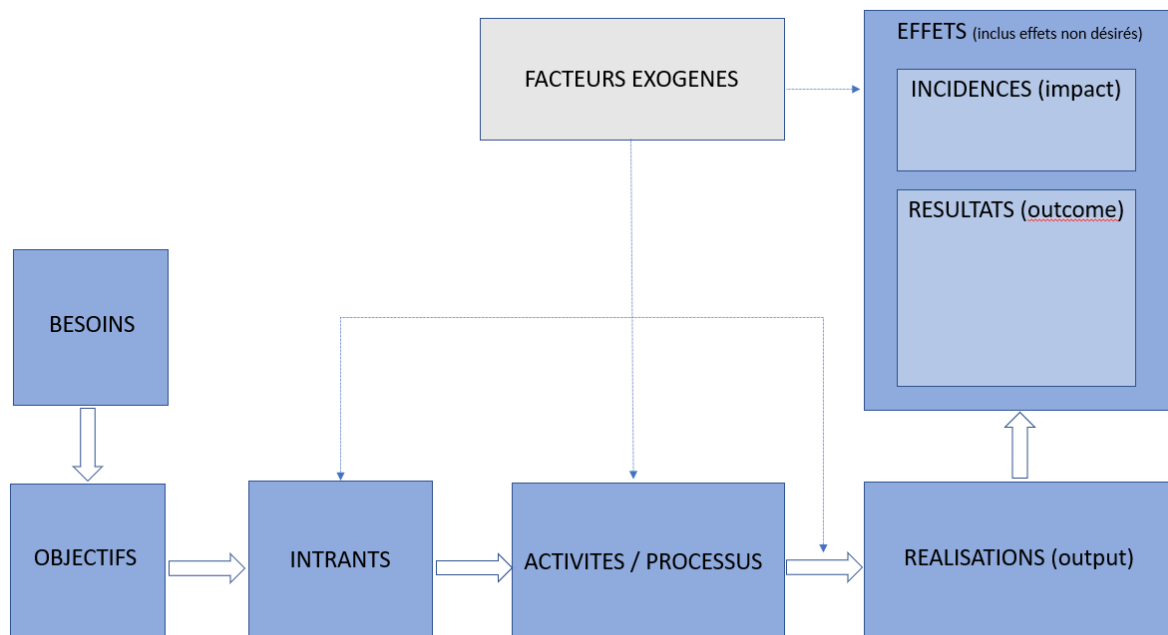 FACTEURS EXOGENES
EFFETS (inclus effets non désirés)
INCIDENCES (impact)
RESULTATS (outcome)
BESOINS
OBJECTIFS
INTRANTS
ACTIVITES / PROCESSUS
REALISATIONS (output)